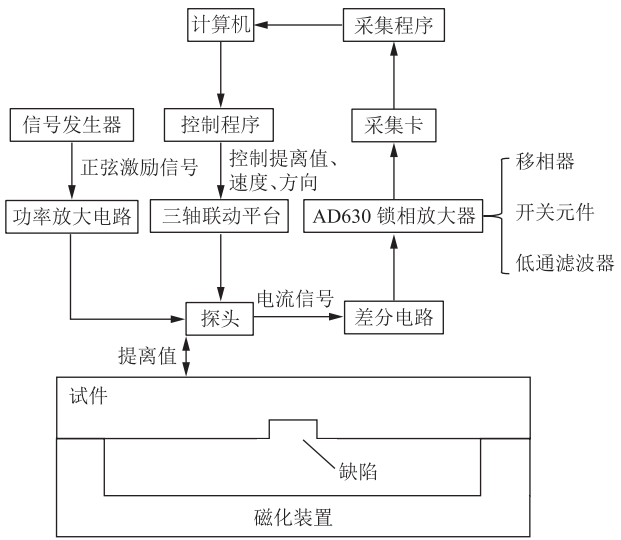 计算机
采集程序
信号发生器
控制程序
采集卡
正弦激励信号
控制提离值、
速度、方向
移相器
功率放大电路
三轴联动平台
AD630 锁相放大器
开关元件
低通滤波器
电流信号
探头
差分电路
提离值
试件
缺陷
磁化装置